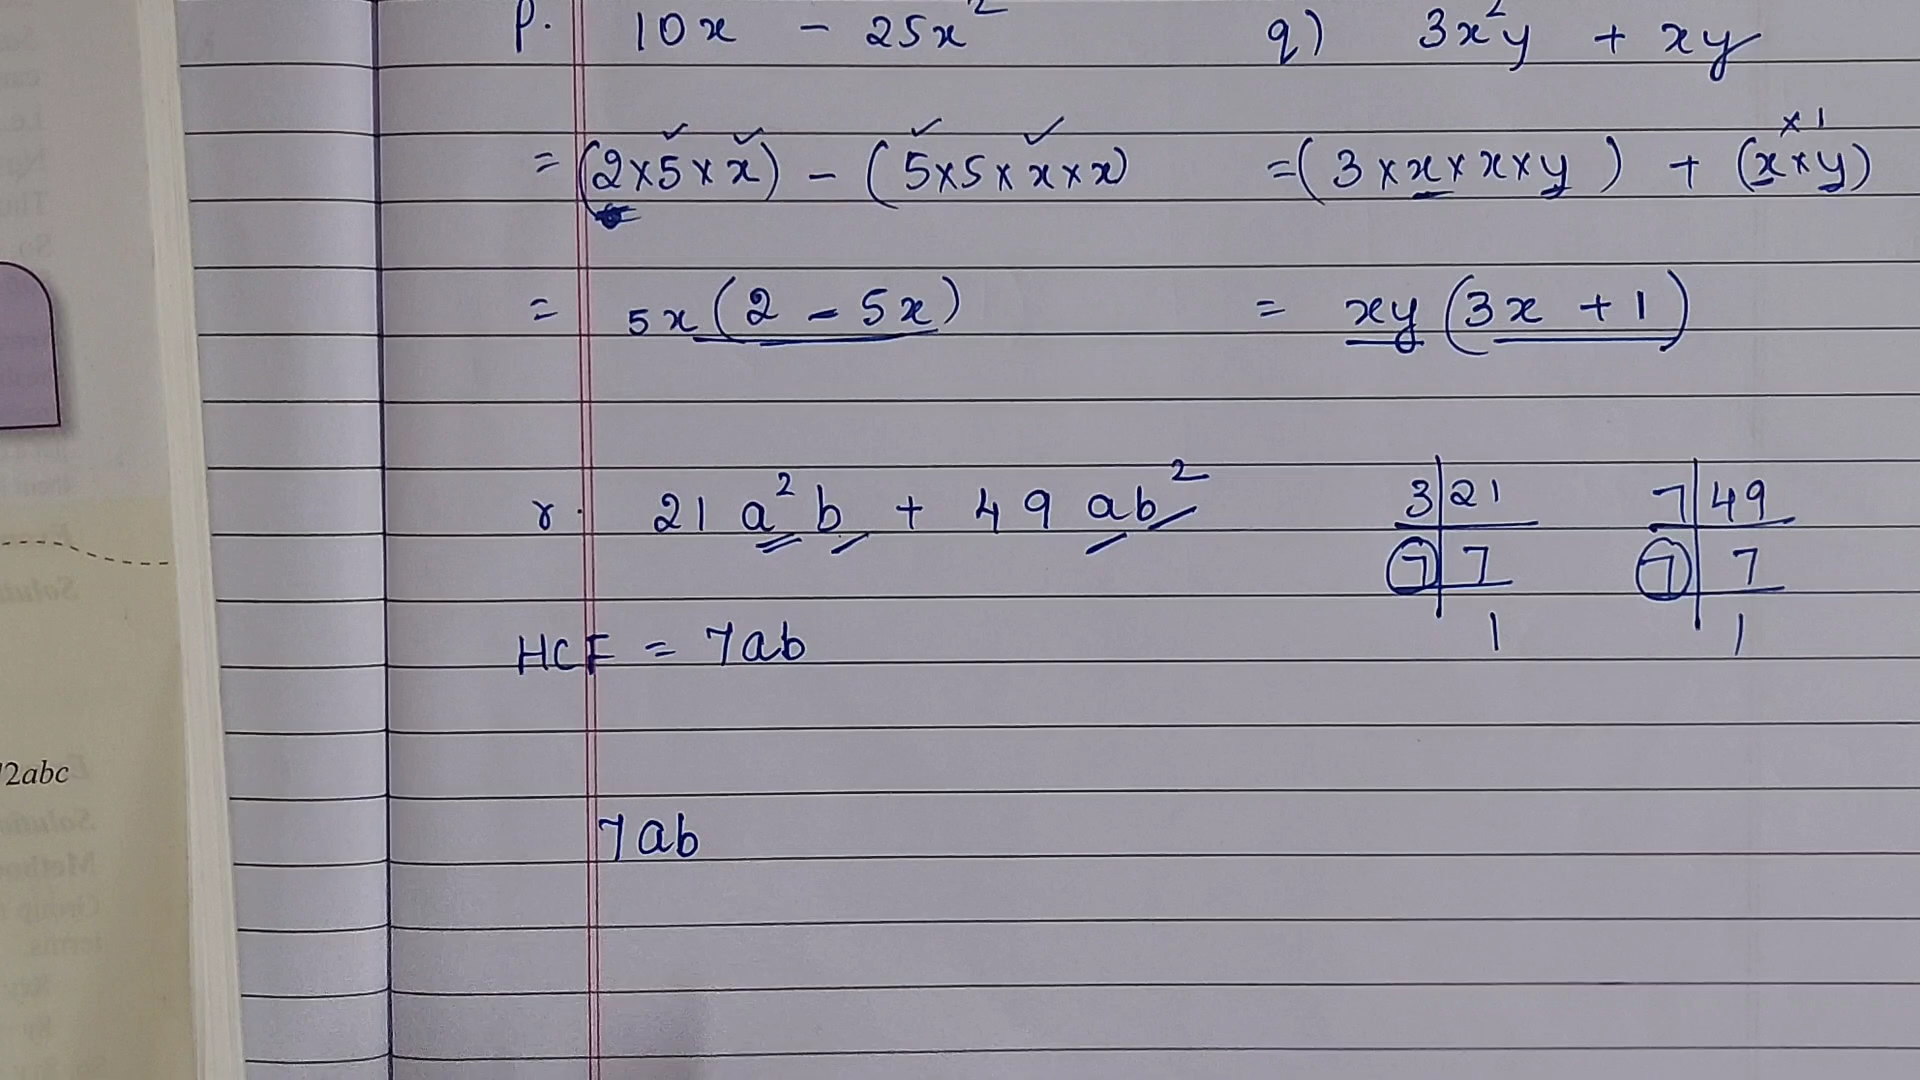 p. 10x - 25x²
q) 3x²y + xy
= (2×5×x) - (5×5×x×x)
= (3×x×x×y) + (x×y) ×1
= 5x(2 - 5x)
= xy(3x + 1)
r. 21a²b + 49ab²
3|21
7|7
1
7|49
7|7
1
HCF = 7ab
2abc
7ab